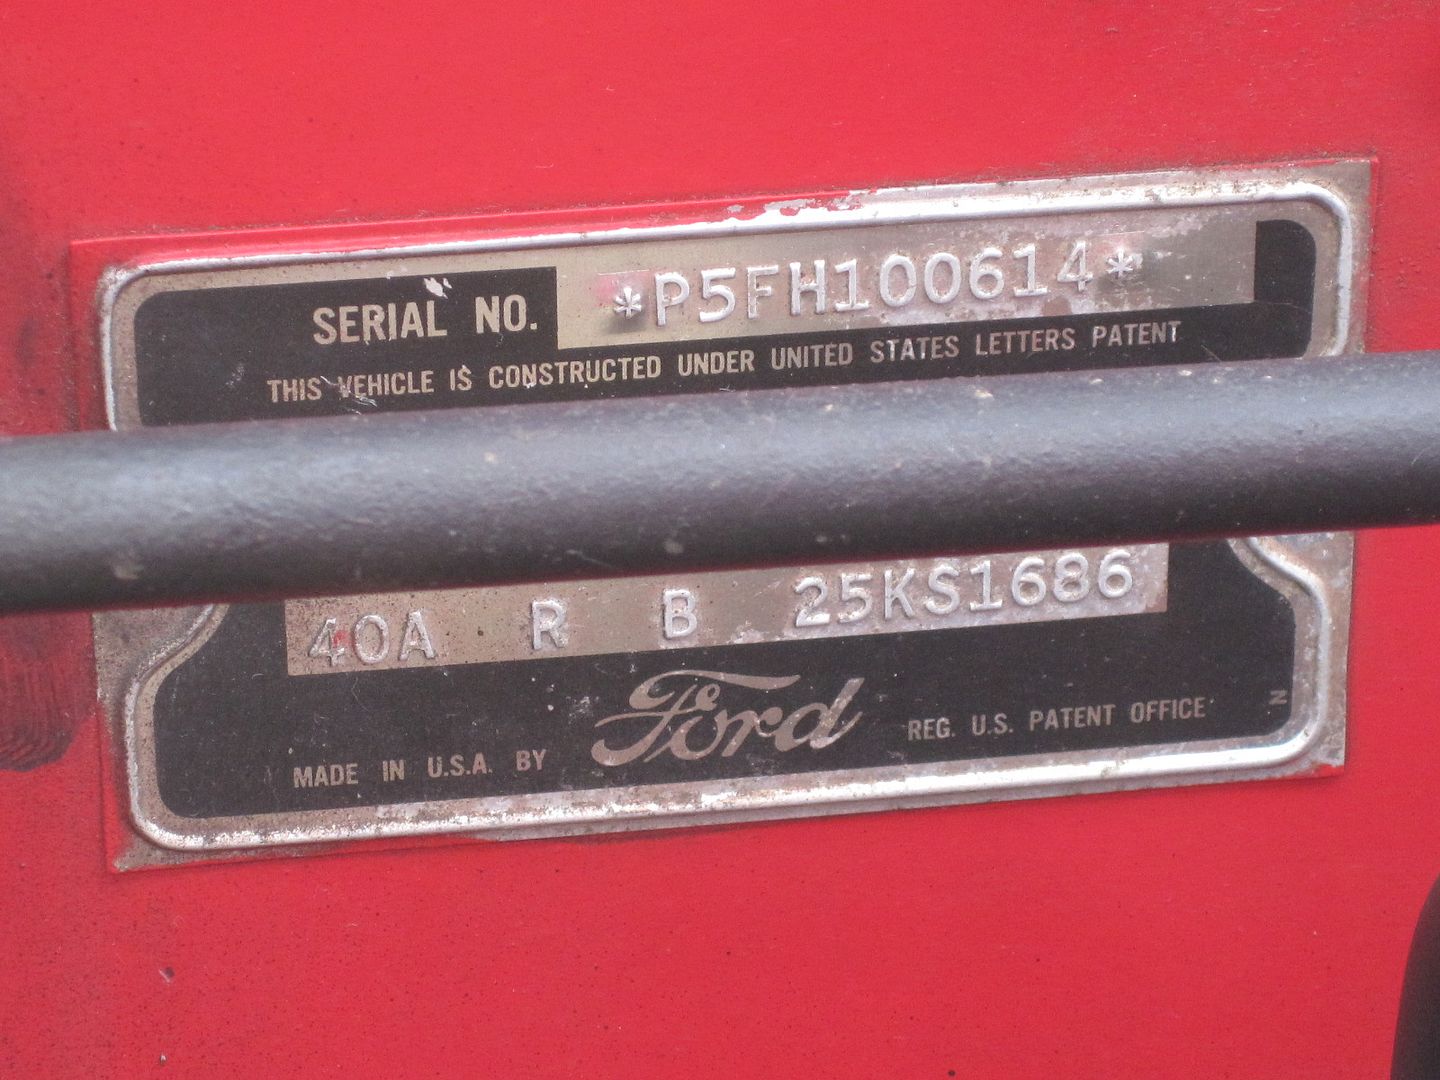 SERIAL NO. *P5FH100614*
THIS VEHICLE IS CONSTRUCTED UNDER UNITED STATES LETTERS PATENT
40A R B 25KS1686
MADE IN U.S.A. BY Ford REG. U.S. PATENT OFFICE
N